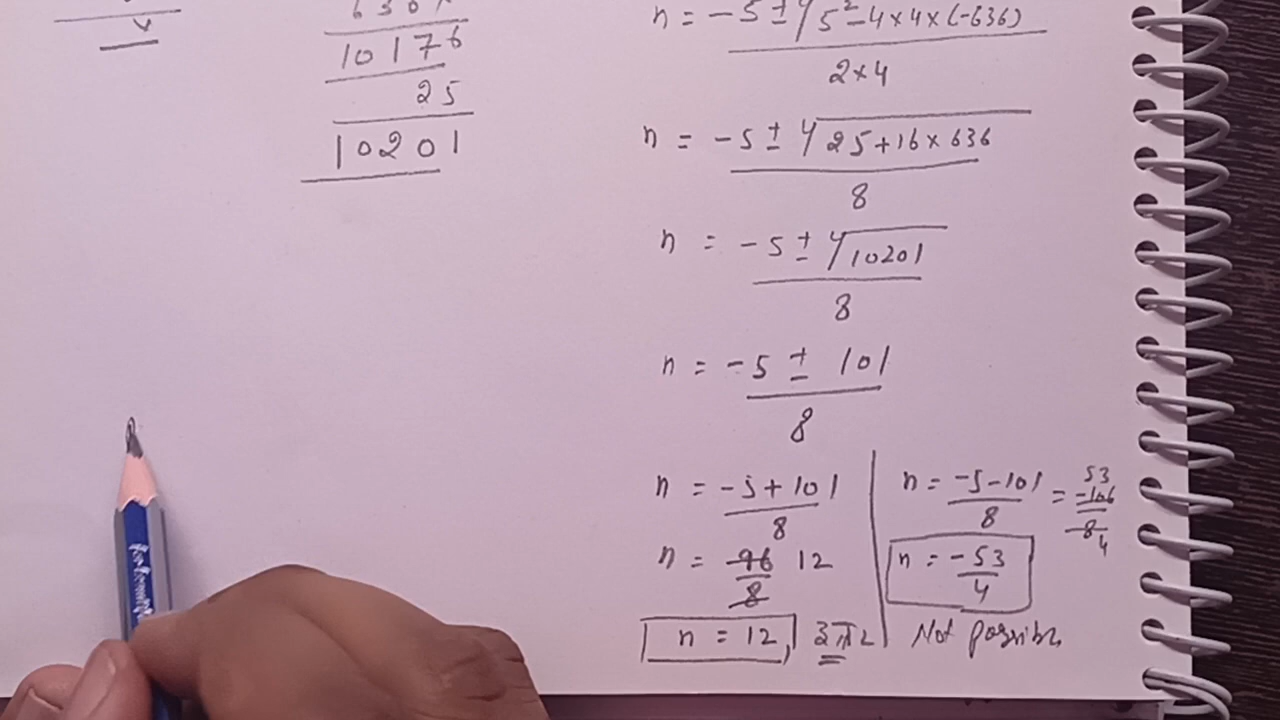 10176
25
10201
n = -5 ± √5² - 4×4×(-636)
2×4
n = -5 ± √25+16×636
8
n = -5 ± √10201
8
n = -5 ± 101
8
n = -5+101
8
n = 96 12
8
n = 12,
n = -5-101 = 53
-106
8
8
4
n = -53
4
Not possible